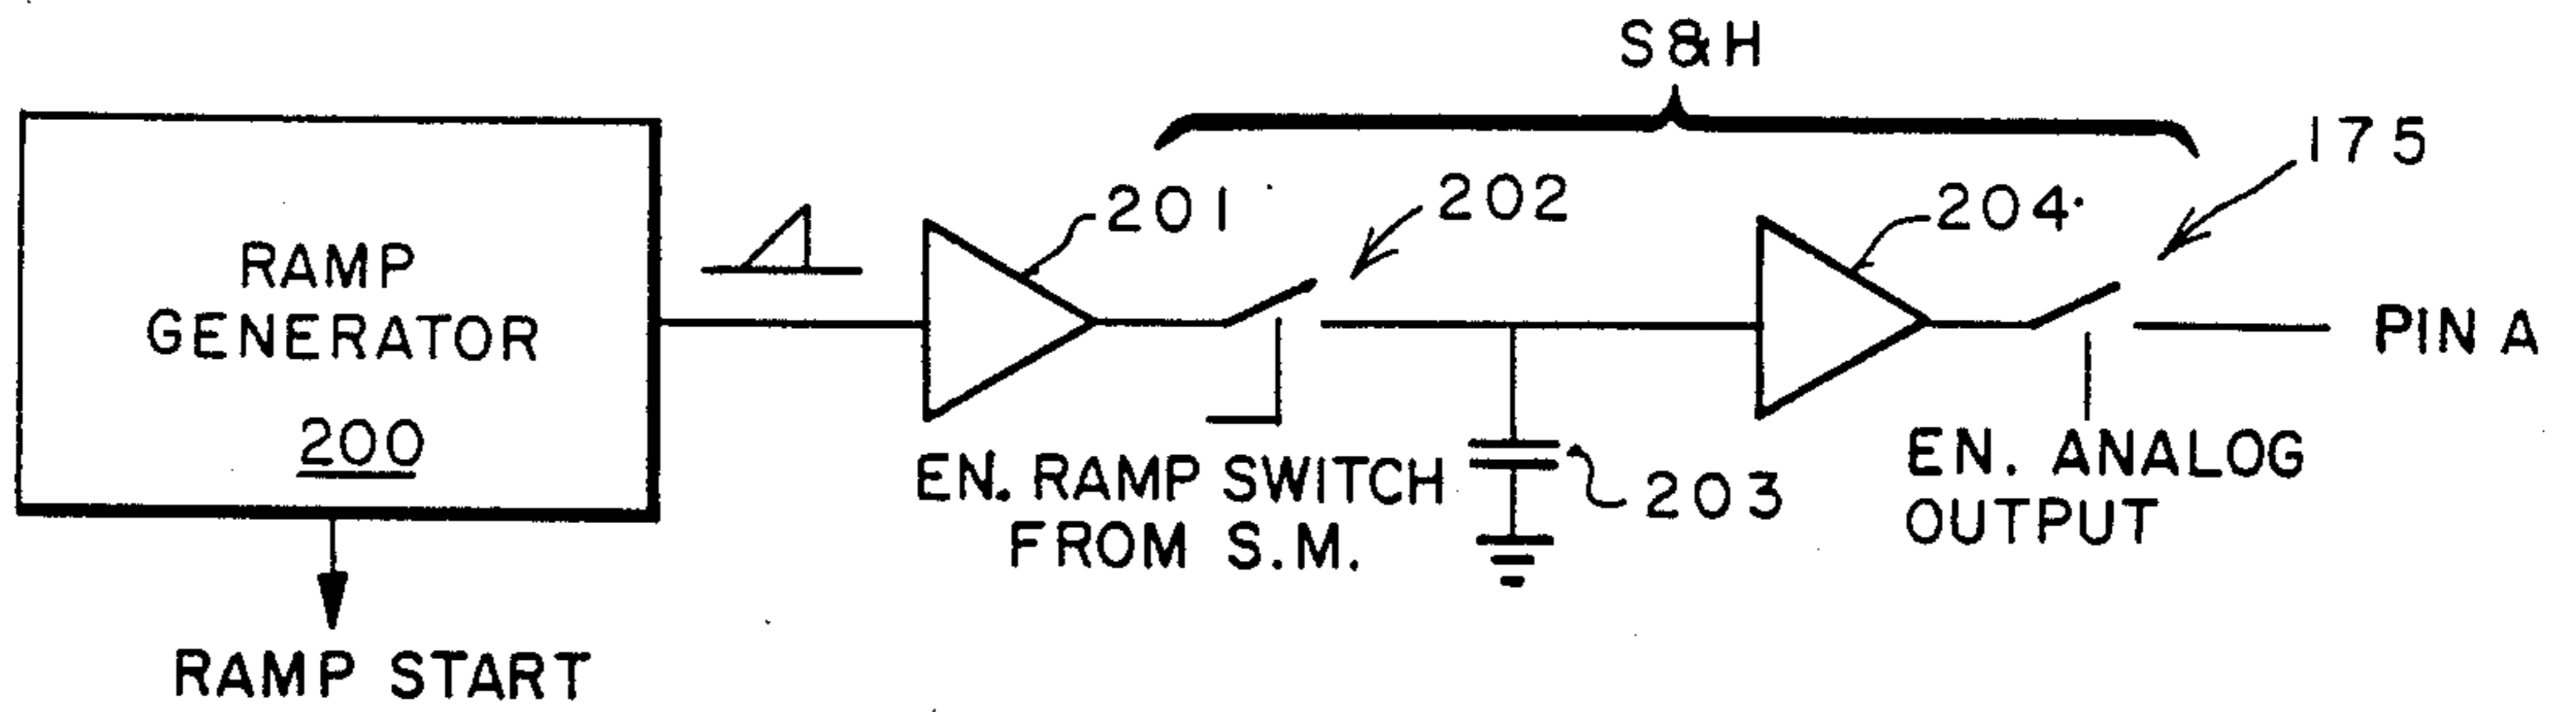 S&H
175
201
202
204
RAMP
GENERATOR
200
PIN A
EN. RAMP SWITCH
FROM S.M.
203
EN. ANALOG
OUTPUT
RAMP START